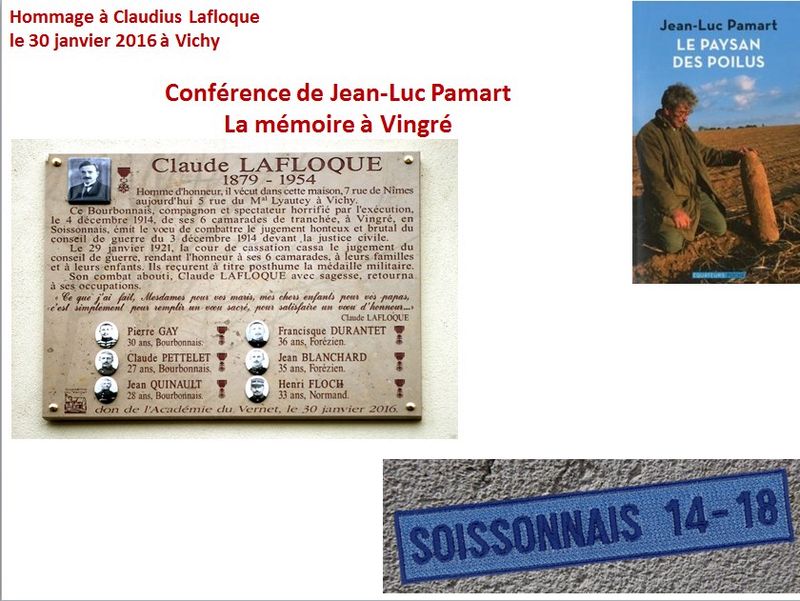 Hommage à Claudius Lafloque
le 30 janvier 2016 à Vichy
Conférence de Jean-Luc Pamart
La mémoire à Vingré
Jean-Luc Pamart
LE PAYSAN
DES POILUS
ÉQUATEURS POCHE
Claude LAFLOQUE
1879 - 1954
Homme d'honneur, il vécut dans cette maison, 7 rue de Nîmes
aujourd'hui 5 rue du Mal Lyautey à Vichy.
Ce Bourbonnais, compagnon et spectateur horrifié par l'exécution,
le 4 décembre 1914, de ses 6 camarades de tranchée, à Vingré, en
Soissonnais, émit le vœu de combattre le jugement honteux et brutal du
conseil de guerre du 3 décembre 1914 devant la justice civile.
Le 29 janvier 1921, la cour de cassation cassa le jugement du
conseil de guerre, rendant l'honneur à ses 6 camarades, à leurs familles
et à leurs enfants. Ils reçurent à titre posthume la médaille militaire.
Son combat abouti, Claude LAFLOQUE avec sagesse, retourna
à ses occupations.
« Ce que j'ai fait, Mesdames pour vos maris, mes chers enfants pour vos papas,
c'est simplement pour remplir un vœu sacré, pour satisfaire un vœu d'honneur...»
Claude LAFLOQUE
Pierre GAY
30 ans, Bourbonnais.
Francisque DURANTET
36 ans, Forézien.
Claude PETTELET
27 ans, Bourbonnais.
Jean BLANCHARD
35 ans, Forézien.
Jean QUINAULT
28 ans, Bourbonnais.
Henri FLOCH
33 ans, Normand.
don de l'Académie du Vernet, le 30 janvier 2016.
SOISSONNAIS 14-18